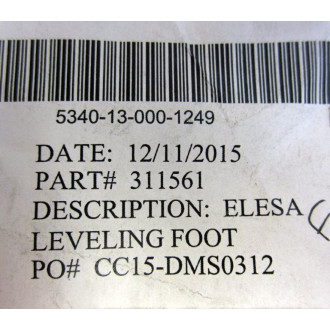 5340-13-000-1249
DATE: 12/11/2015
PART# 311561
DESCRIPTION: ELESA
LEVELING FOOT
PO# CC15-DMS0312